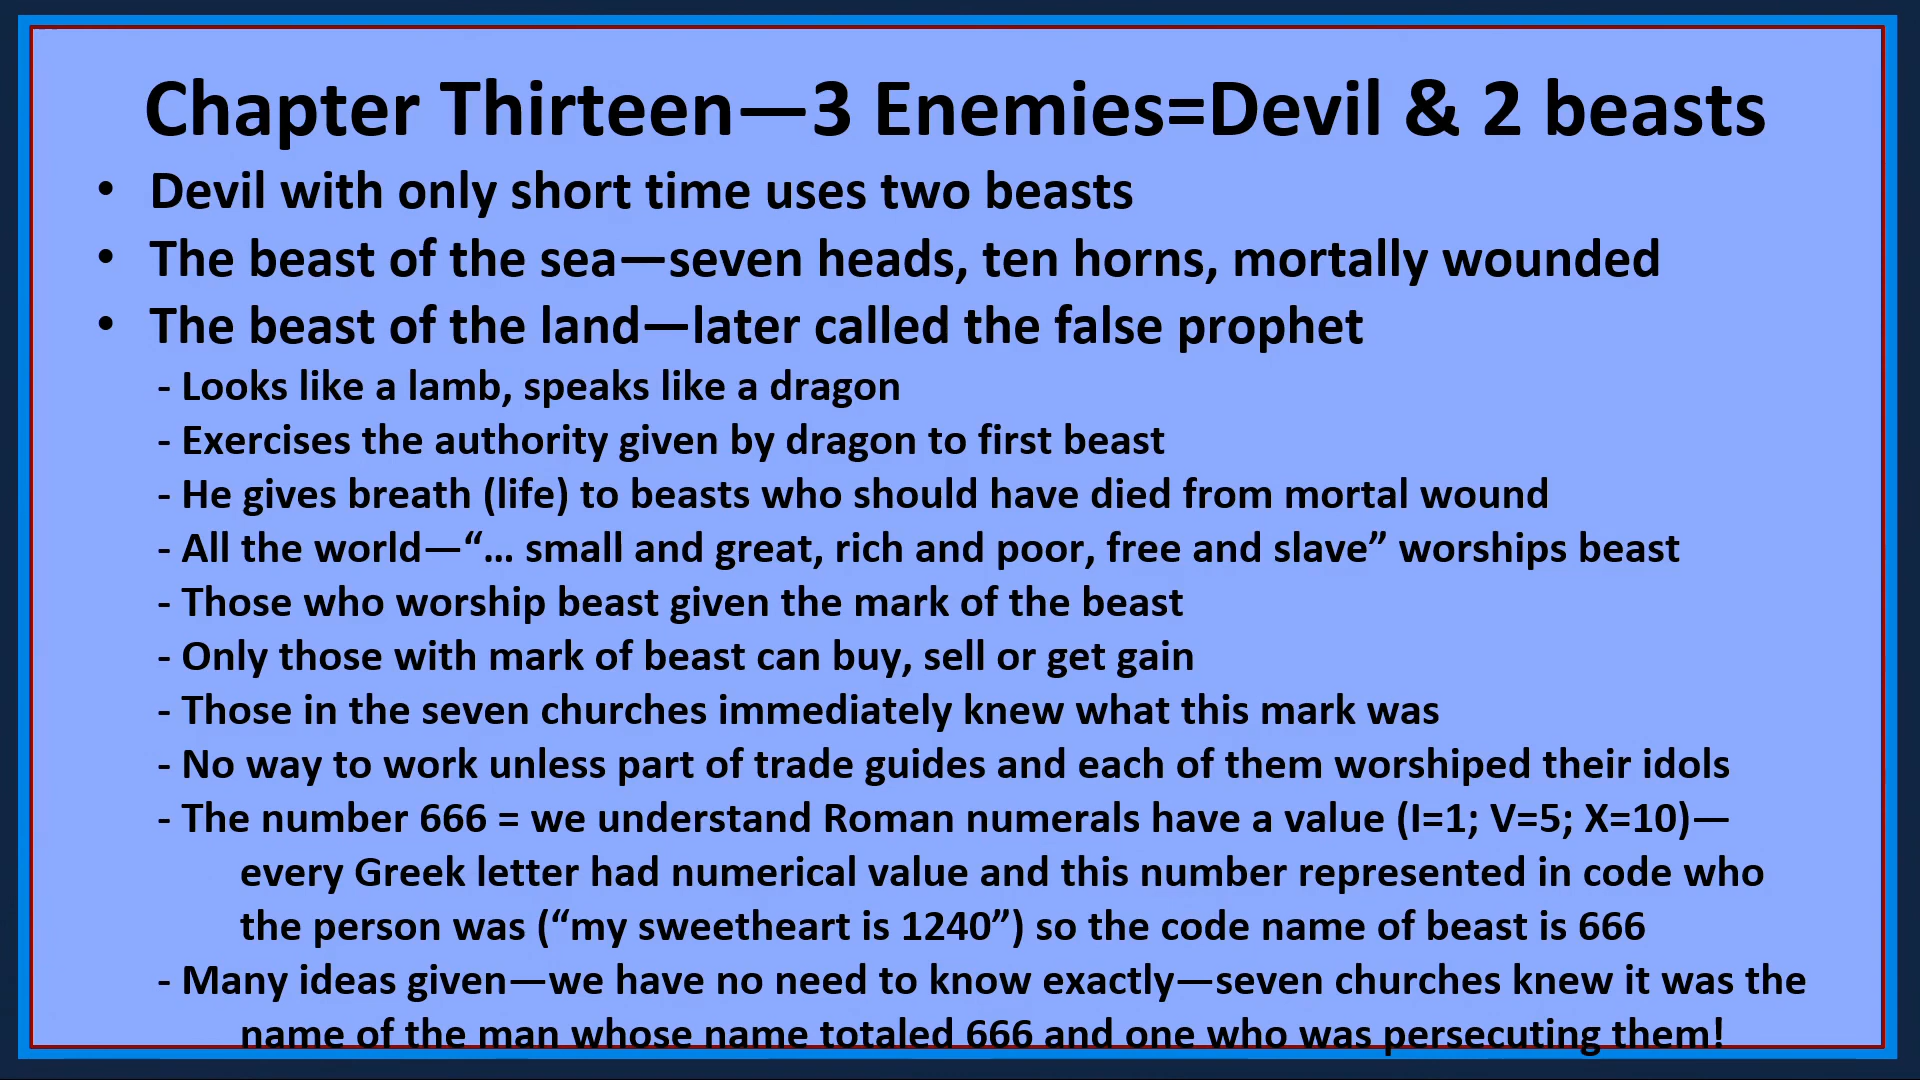 Chapter Thirteen—3 Enemies=Devil & 2 beasts
• Devil with only short time uses two beasts
• The beast of the sea—seven heads, ten horns, mortally wounded
• The beast of the land—later called the false prophet
- Looks like a lamb, speaks like a dragon
- Exercises the authority given by dragon to first beast
- He gives breath (life) to beasts who should have died from mortal wound
- All the world—“… small and great, rich and poor, free and slave” worships beast
- Those who worship beast given the mark of the beast
- Only those with mark of beast can buy, sell or get gain
- Those in the seven churches immediately knew what this mark was
- No way to work unless part of trade guides and each of them worshiped their idols
- The number 666 = we understand Roman numerals have a value (I=1; V=5; X=10)—
every Greek letter had numerical value and this number represented in code who
the person was (“my sweetheart is 1240”) so the code name of beast is 666
- Many ideas given—we have no need to know exactly—seven churches knew it was the
name of the man whose name totaled 666 and one who was persecuting them!